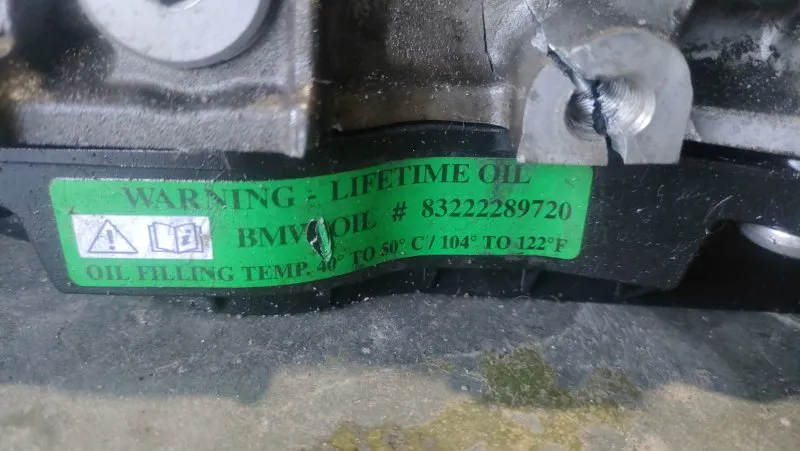 WARNING - LIFETIME OIL
BMW OIL # 83222289720
OIL FILLING TEMP. 40° TO 50° C / 104° TO 122°F